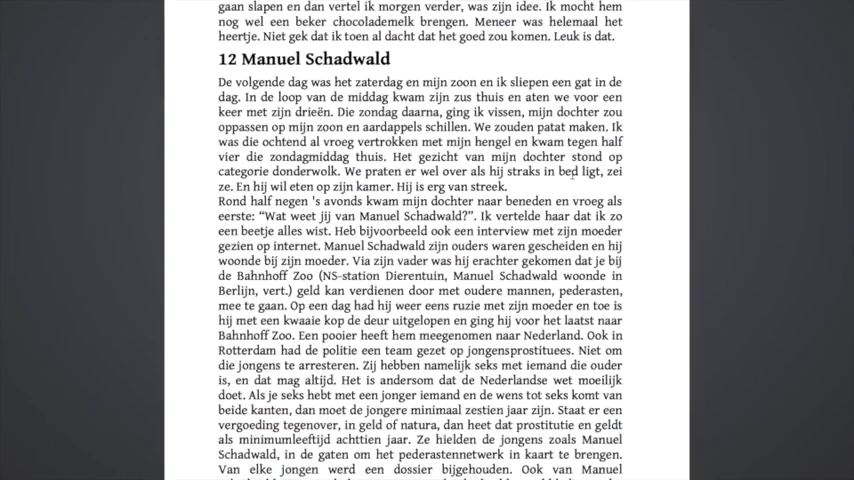 gaan slapen en dan vertel ik morgen verder, was zijn idee. Ik mocht hem
nog wel een beker chocolademelk brengen. Meneer was helemaal het
heertje. Niet gek dat ik toen al dacht dat het goed zou komen. Leuk is dat.
12 Manuel Schadwald
De volgende dag was het zaterdag en mijn zoon en ik sliepen een gat in de
dag. In de loop van de middag kwam zijn zus thuis en aten we voor een
keer met zijn drieën. Die zondag daarna, ging ik vissen, mijn dochter zou
oppassen op mijn zoon en aardappels schillen. We zouden patat maken. Ik
was die ochtend al vroeg vertrokken met mijn hengel en kwam tegen half
vier die zondagmiddag thuis. Het gezicht van mijn dochter stond op
categorie donderwolk. We praten er wel over als hij straks in bed ligt, zei
ze. En hij wil eten op zijn kamer. Hij is erg van streek.
Rond half negen 's avonds kwam mijn dochter naar beneden en vroeg als
eerste: “Wat weet jij van Manuel Schadwald?”. Ik vertelde haar dat ik zo
een beetje alles wist. Heb bijvoorbeeld ook een interview met zijn moeder
gezien op internet. Manuel Schadwald zijn ouders waren gescheiden en hij
woonde bij zijn moeder. Via zijn vader was hij erachter gekomen dat je bij
de Bahnhoff Zoo (NS-station Dierentuin, Manuel Schadwald woonde in
Berlijn, vert.) geld kan verdienen door met oudere mannen, pederasten,
mee te gaan. Op een dag had hij weer eens ruzie met zijn moeder en toe is
hij met een kwaaie kop de deur uitgelopen en ging hij voor het laatst naar
Bahnhoff Zoo. Een pooier heeft hem meegenomen naar Nederland. Ook in
Rotterdam had de politie een team gezet op jongensprostituees. Niet om
die jongens te arresteren. Zij hebben namelijk seks met iemand die ouder
is, en dat mag altijd. Het is andersom dat de Nederlandse wet moeilijk
doet. Als je seks hebt met een jonger iemand en de wens tot seks komt van
beide kanten, dan moet de jongere minimaal zestien jaar zijn. Staat er een
vergoeding tegenover, in geld of natura, dan heet dat prostitutie en geldt
als minimumleeftijd achttien jaar. Ze hielden de jongens zoals Manuel
Schadwald, in de gaten om het pederastennetwerk in kaart te brengen.
Van elke jongen werd een dossier bijgehouden. Ook van Manuel